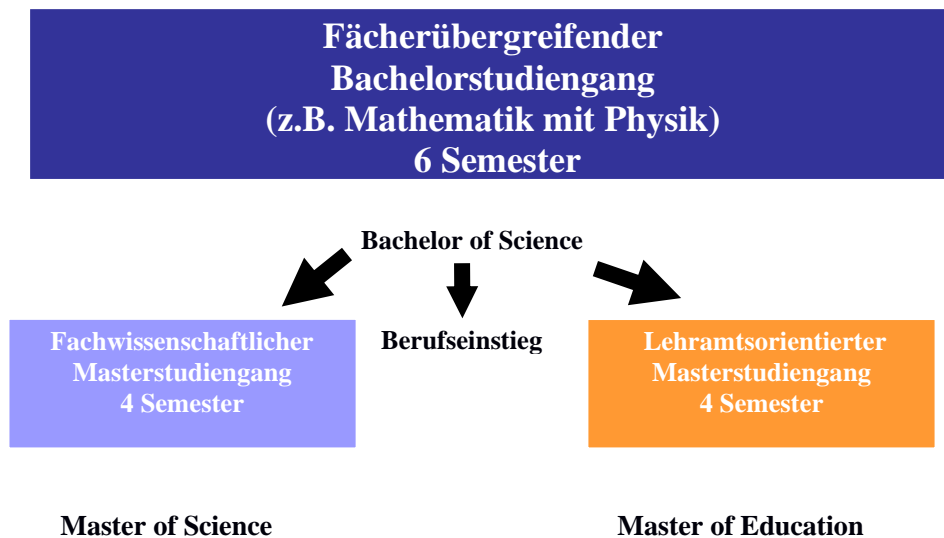 Fächerübergreifender
Bachelorstudiengang
(z.B. Mathematik mit Physik)
6 Semester
Bachelor of Science
Fachwissenschaftlicher
Masterstudiengang
4 Semester
Berufseinstieg
Lehramtsorientierter
Masterstudiengang
4 Semester
Master of Science
Master of Education